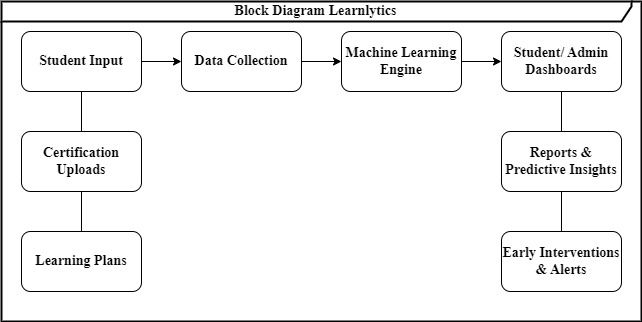 Block Diagram Learnlytics
Student Input
Data Collection
Machine Learning
Engine
Student/ Admin
Dashboards
Certification
Uploads
Reports &
Predictive Insights
Learning Plans
Early Interventions
& Alerts